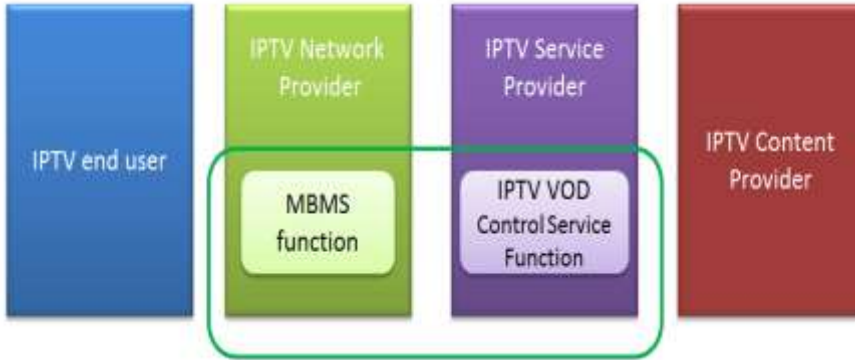 IPTV end user
IPTV Network
Provider
MBMS
function
IPTV Service
Provider
IPTV VOD
Control Service
Function
IPTV Content
Provider